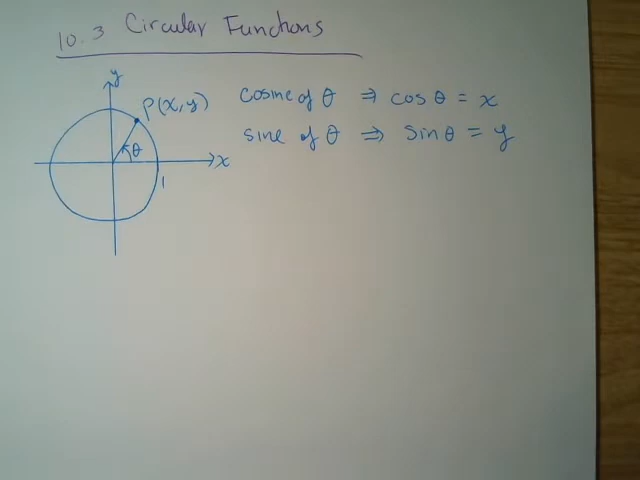 10.3 Circular Functions
y
P(x,y)
θ
x
1
cosine of θ ⇒ cos θ = x
sine of θ ⇒ sin θ = y